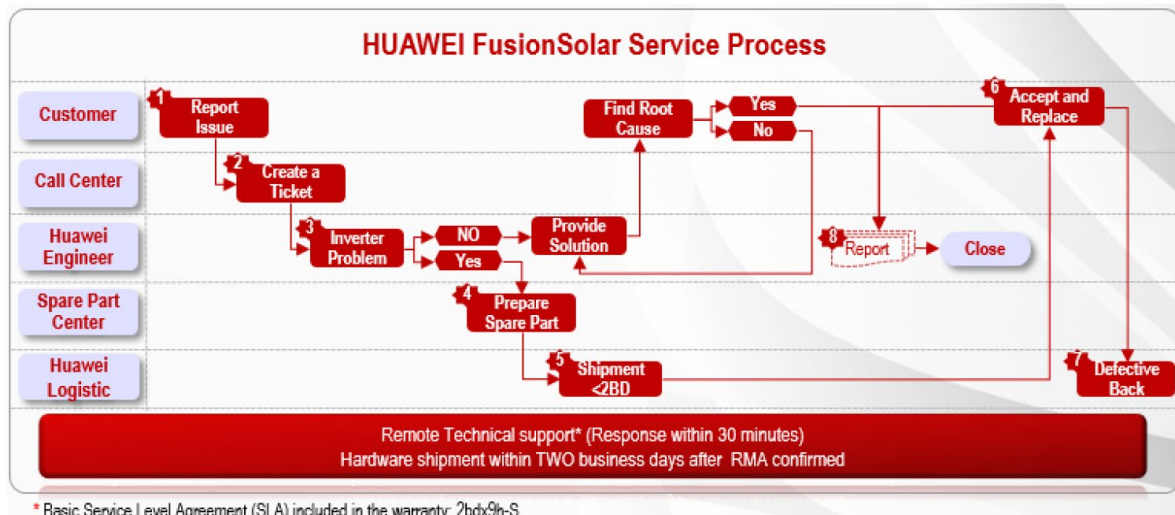 HUAWEI FusionSolar Service Process
Customer
1
Report
Issue
Find Root
Cause
Yes
No
6
Accept and
Replace
Call Center
2
Create a
Ticket
Huawei
Engineer
3
Inverter
Problem
NO
Yes
Provide
Solution
8
Report
Close
Spare Part
Center
4
Prepare
Spare Part
Huawei
Logistic
5
Shipment
<2BD
7
Defective
Back
Remote Technical support* (Response within 30 minutes)
Hardware shipment within TWO business days after RMA confirmed
* Basic Service Level Agreement (SLA) included in the warranty: 2bdx9h-S